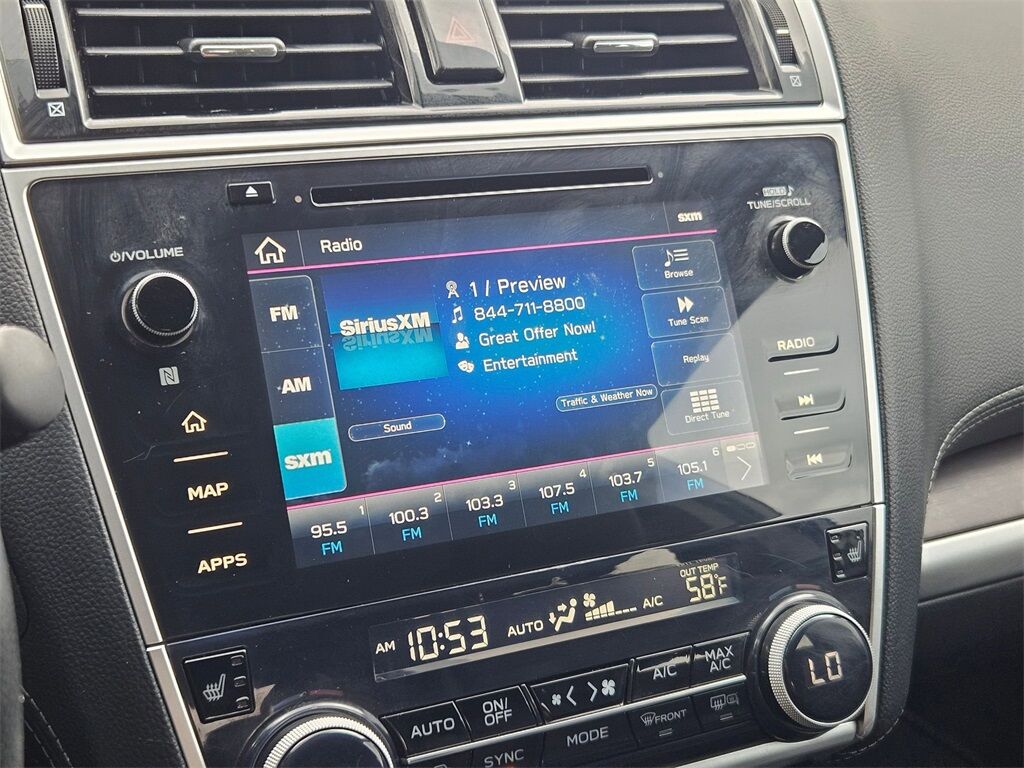 HOLD
TUNE/SCROLL
/VOLUME
Radio
sxm
FM
AM
sxm
SiriusXM
1 / Preview
844-711-8800
Great Offer Now!
Entertainment
Browse
Tune Scan
Replay
Direct Tune
Sound
Traffic & Weather Now
95.5 1
FM
100.3 2
FM
103.3 3
FM
107.5 4
FM
103.7 5
FM
105.1 6
FM
N
MAP
APPS
RADIO
AM 10:53
AUTO
A/C
OUT TEMP
58°F
AUTO
ON/
OFF
A/C
MAX
A/C
SYNC
MODE
FRONT
LO